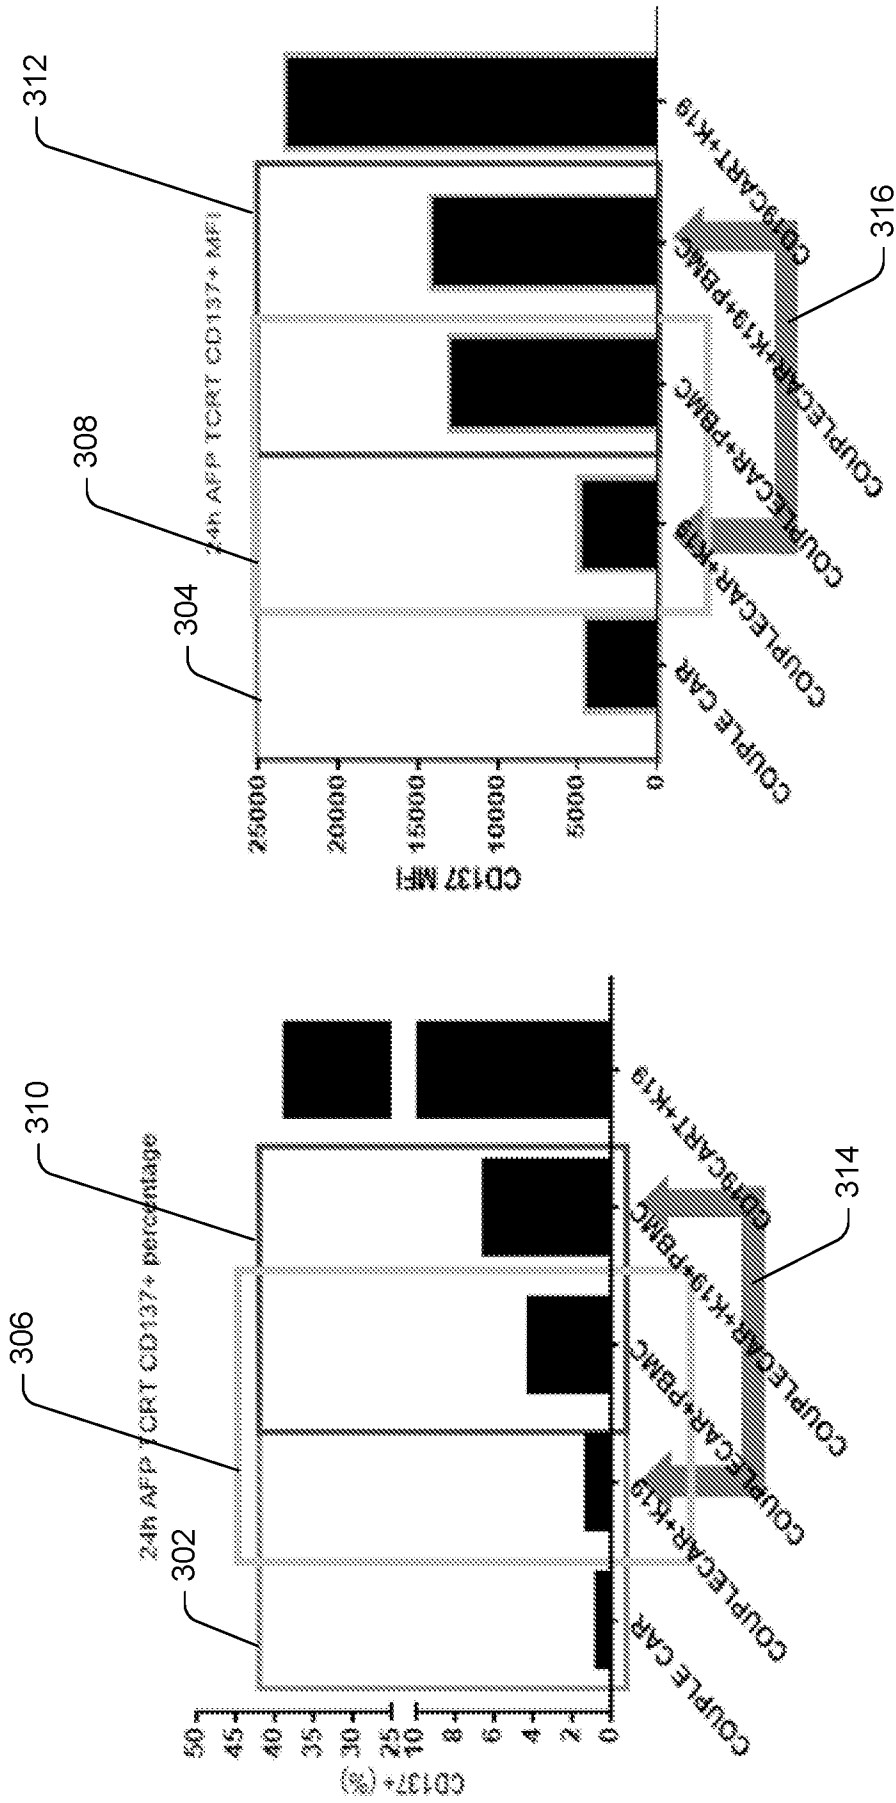 24h AFP TCRT CD137+ percentage
302
306
310
CD137+ (%)
50
45
40
35
30
25
10
8
6
4
2
0
COUPLE CAR
COUPLECAR+K19
COUPLECAR+PBMC
COUPLECAR+K19+PBMC
CD19CART+K19
314
24h AFP TCRT CD137+ MFI
304
308
312
CD137 MFI
25000
20000
15000
10000
5000
0
COUPLE CAR
COUPLECAR+K19
COUPLECAR+PBMC
COUPLECAR+K19+PBMC
CD19CART+K19
316